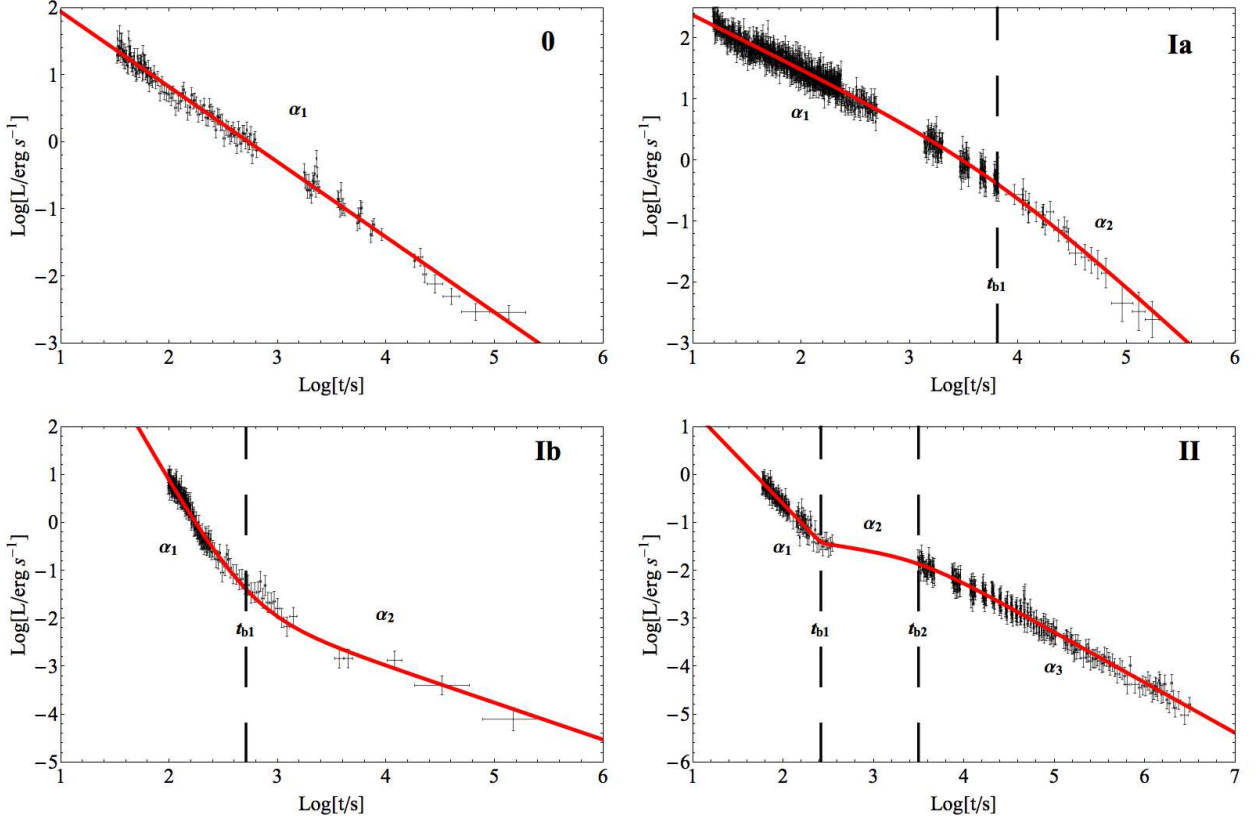 0
2
1
0
−1
−2
−3
1 2 3 4 5 6
Log[L/erg s⁻¹]
Log[t/s]
α₁
Ia
2
1
0
−1
−2
−3
1 2 3 4 5 6
Log[L/erg s⁻¹]
Log[t/s]
α₁
α₂
t_b1
Ib
2
1
0
−1
−2
−3
−4
−5
1 2 3 4 5 6
Log[L/erg s⁻¹]
Log[t/s]
α₁
t_b1
α₂
II
1
0
−1
−2
−3
−4
−5
−6
1 2 3 4 5 6 7
Log[L/erg s⁻¹]
Log[t/s]
α₁
t_b1
α₂
t_b2
α₃